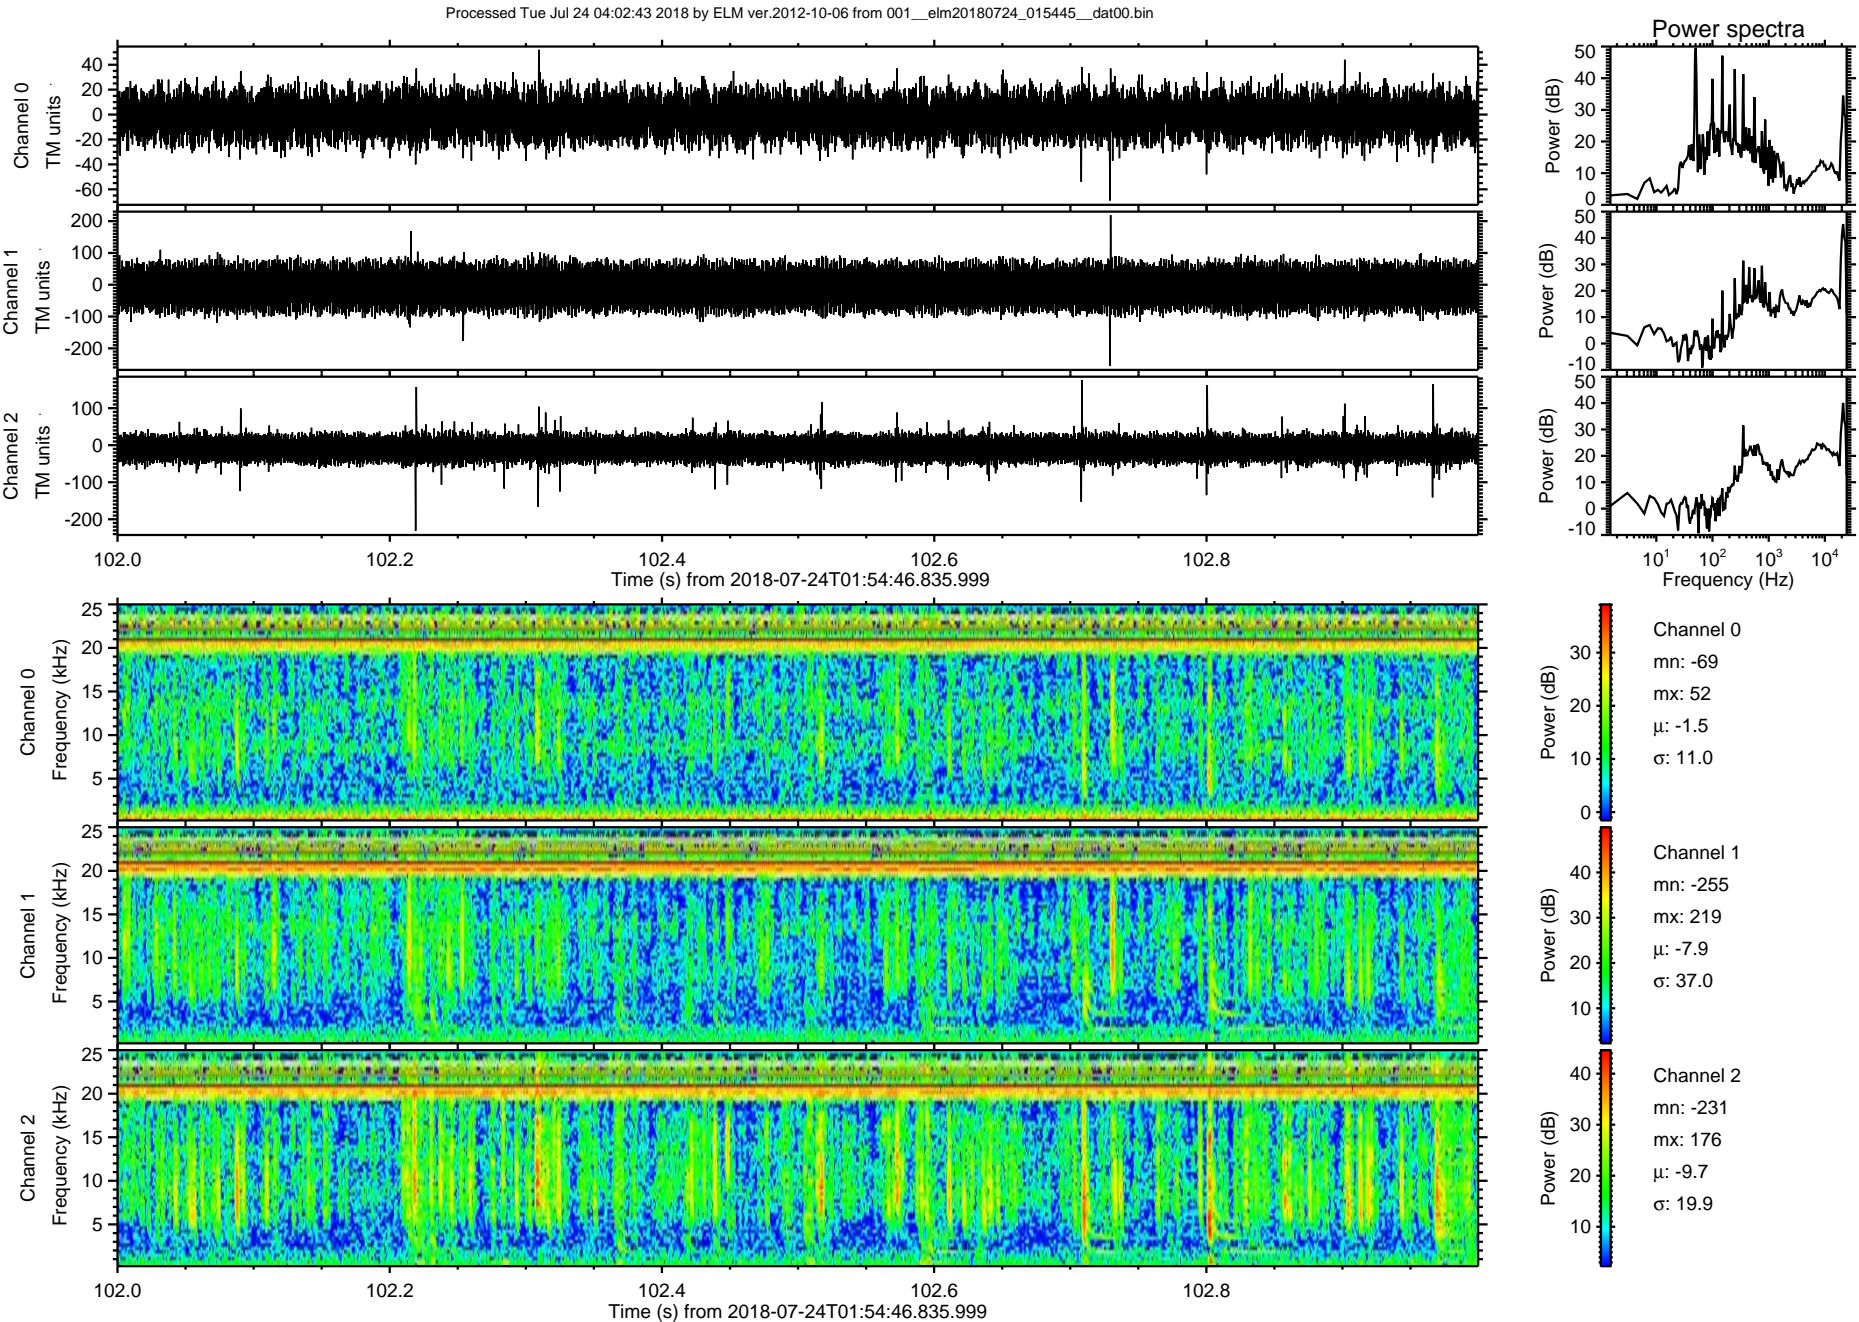 Processed Tue Jul 24 04:02:43 2018 by ELM ver.2012-10-06 from 001__elm20180724_015445__dat00.bin
Power spectra
Channel 0
TM units
40
20
0
-20
-40
-60
Power (dB)
50
40
30
20
10
0
Channel 1
TM units
200
100
0
-100
-200
Power (dB)
50
40
30
20
10
0
-10
Channel 2
TM units
100
0
-100
-200
Power (dB)
50
40
30
20
10
0
-10
102.0 102.2 102.4 102.6 102.8
Time (s) from 2018-07-24T01:54:46.835.999
10^1 10^2 10^3 10^4
Frequency (Hz)
Channel 0
Frequency (kHz)
25
20
15
10
5
Power (dB)
30
20
10
0
Channel 0
mn: -69
mx: 52
μ: -1.5
σ: 11.0
Channel 1
Frequency (kHz)
25
20
15
10
5
Power (dB)
40
30
20
10
Channel 1
mn: -255
mx: 219
μ: -7.9
σ: 37.0
Channel 2
Frequency (kHz)
25
20
15
10
5
Power (dB)
40
30
20
10
Channel 2
mn: -231
mx: 176
μ: -9.7
σ: 19.9
102.0 102.2 102.4 102.6 102.8
Time (s) from 2018-07-24T01:54:46.835.999